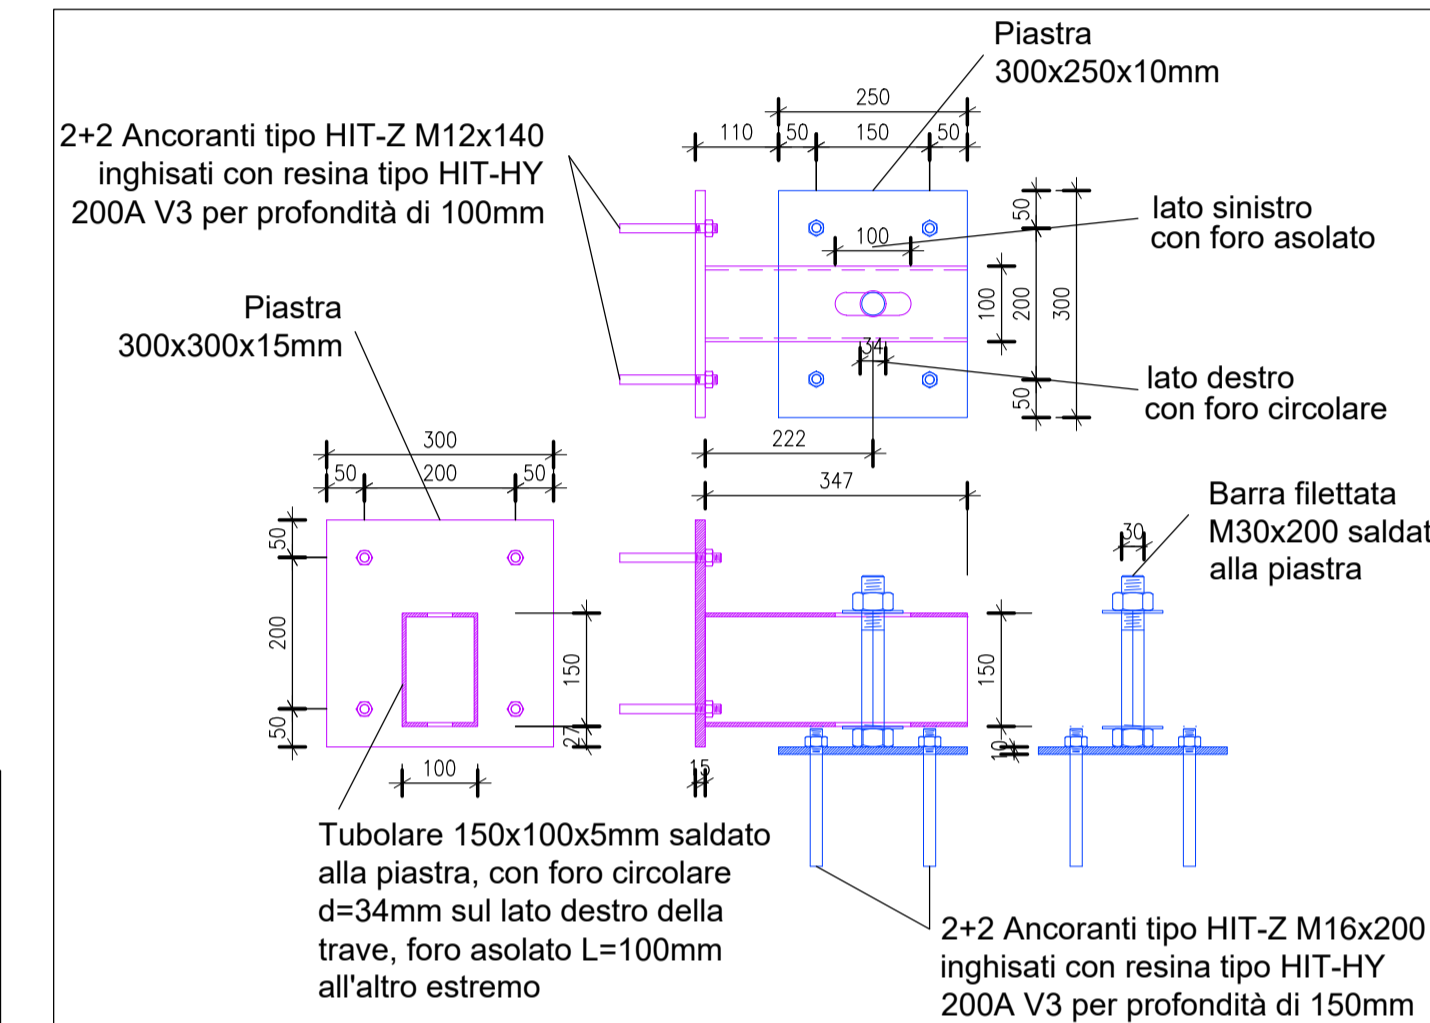 Piastra
300x250x10mm
2+2 Ancoranti tipo HIT-Z M12x140
inghisati con resina tipo HIT-HY
200A V3 per profondità di 100mm
250
110
50
150
50
lato sinistro
con foro asolato
50
100
100
200
300
Piastra
300x300x15mm
34
lato destro
con foro circolare
50
222
347
300
50
200
50
Barra filettata
M30x200 saldat
alla piastra
30
50
200
50
150
27
150
10
15
100
Tubolare 150x100x5mm saldato
alla piastra, con foro circolare
d=34mm sul lato destro della
trave, foro asolato L=100mm
all'altro estremo
2+2 Ancoranti tipo HIT-Z M16x200
inghisati con resina tipo HIT-HY
200A V3 per profondità di 150mm